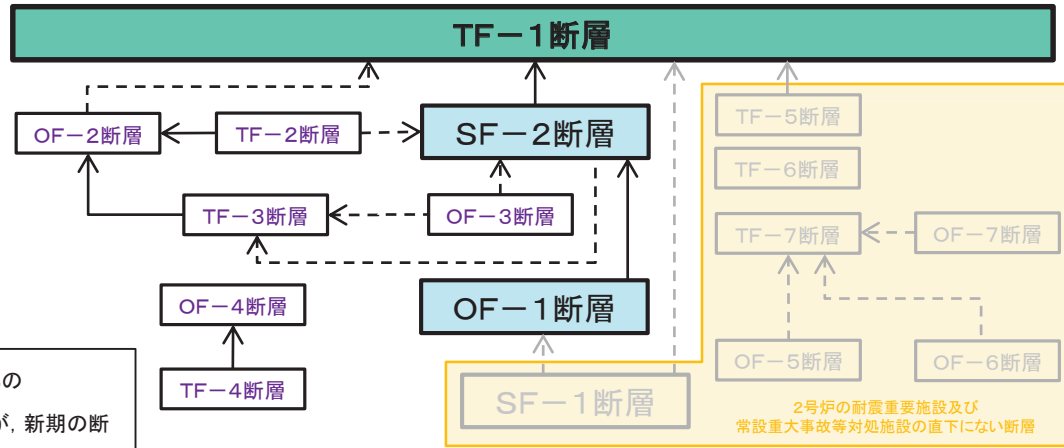 TF－1断層
OF－2断層
TF－2断層
SF－2断層
TF－5断層
TF－6断層
TF－3断層
OF－3断層
TF－7断層
OF－7断層
OF－4断層
OF－1断層
TF－4断層
SF－1断層
OF－5断層
OF－6断層
の
が，新期の断
2号炉の耐震重要施設及び
常設重大事故等対処施設の直下にない断層